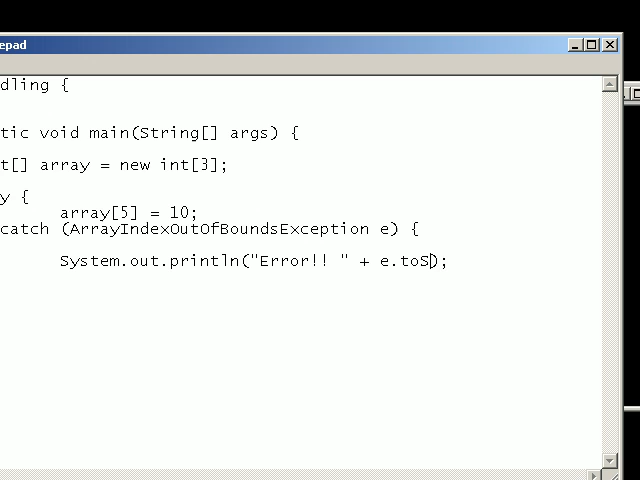 epad
dling {
tic void main(String[] args) {
t[] array = new int[3];
y {
array[5] = 10;
catch (ArrayIndexOutOfBoundsException e) {
System.out.println("Error!! " + e.toS);